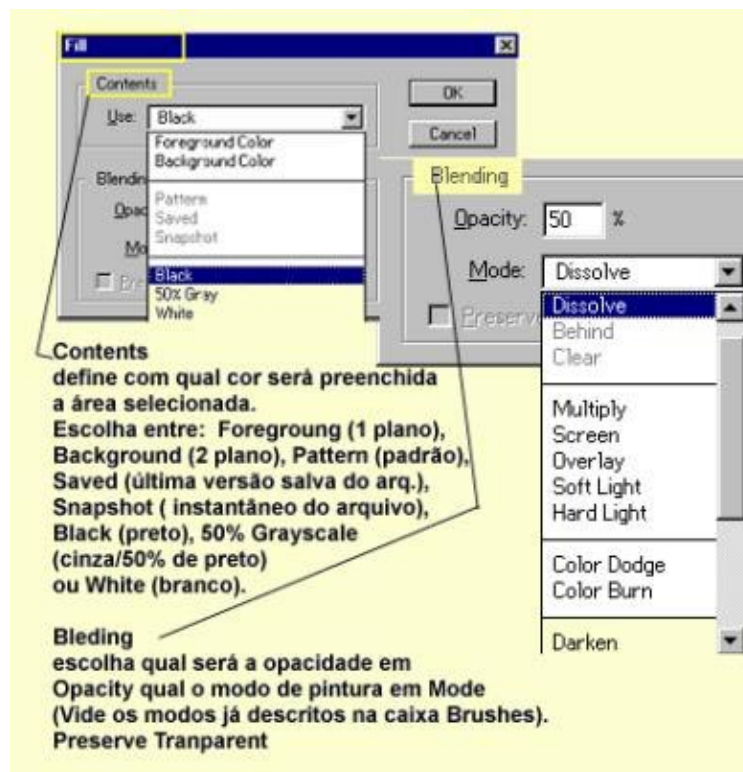 Fill
Contents
OK
Use: Black
Cancel
Foreground Color
Background Color
Pattern
Saved
Snapshot
Black
50% Gray
White
Blending
Opacity: 50 %
Mode: Dissolve
Dissolve
Behind
Clear
Multiply
Screen
Overlay
Soft Light
Hard Light
Color Dodge
Color Burn
Darken
Contents
define com qual cor será preenchida
a área selecionada.
Escolha entre: Foregroung (1 plano),
Background (2 plano), Pattern (padrão),
Saved (última versão salva do arq.),
Snapshot ( instantâneo do arquivo),
Black (preto), 50% Grayscale
(cinza/50% de preto)
ou White (branco).
Bleding
escolha qual será a opacidade em
Opacity qual o modo de pintura em Mode
(Vide os modos já descritos na caixa Brushes).
Preserve Tranparent